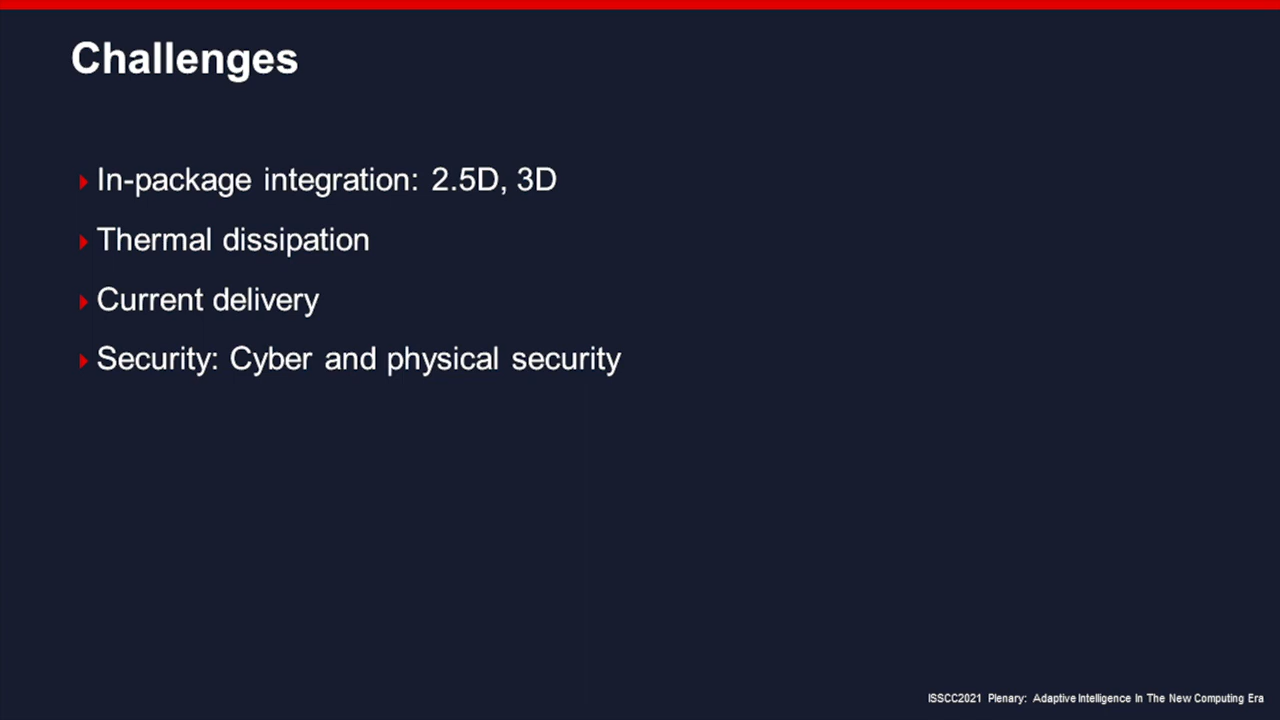 Challenges
In-package integration: 2.5D, 3D
Thermal dissipation
Current delivery
Security: Cyber and physical security
ISSCC2021 Plenary: Adaptive Intelligence In The New Computing Era